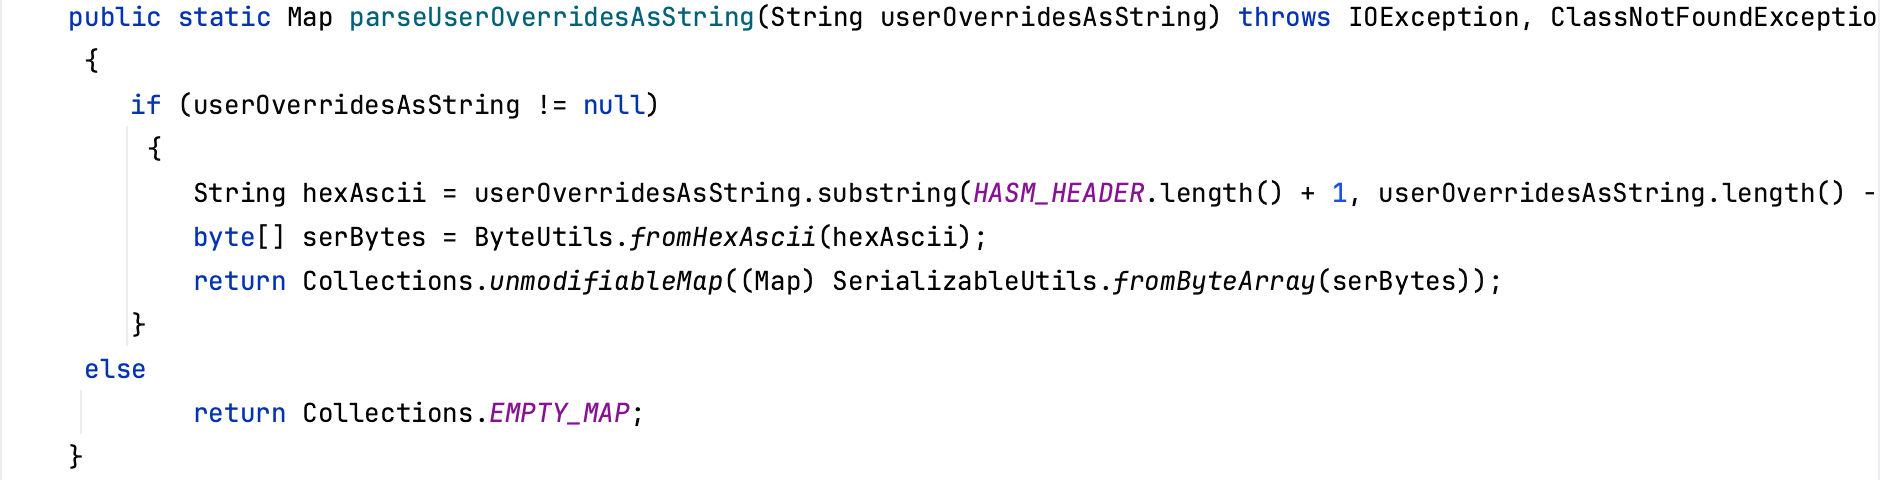 public static Map parseUserOverridesAsString(String userOverridesAsString) throws IOException, ClassNotFoundExceptio
{
if (userOverridesAsString != null)
{
String hexAscii = userOverridesAsString.substring(HASM_HEADER.length() + 1, userOverridesAsString.length() -
byte[] serBytes = ByteUtils.fromHexAscii(hexAscii);
return Collections.unmodifiableMap((Map) SerializableUtils.fromByteArray(serBytes));
}
else
return Collections.EMPTY_MAP;
}